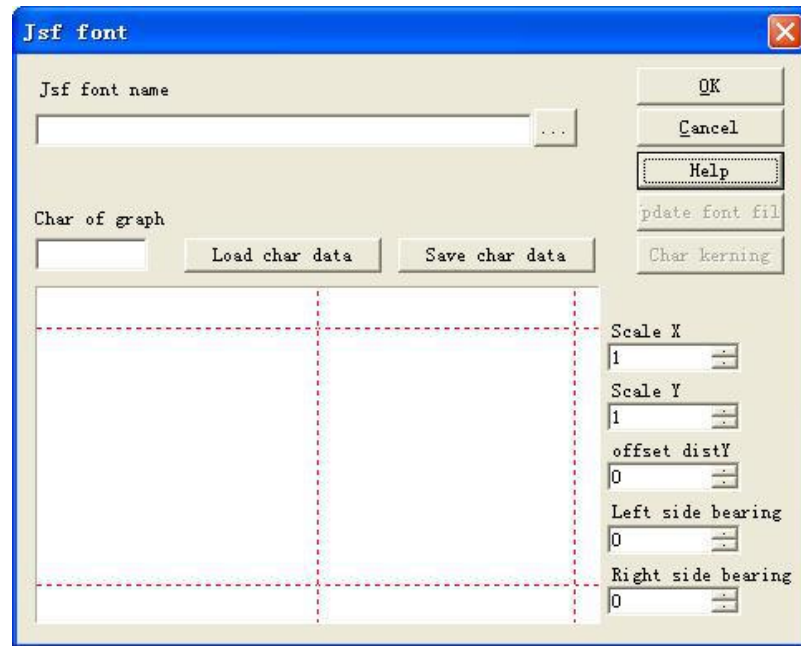 Jsf font
Jsf font name
...
OK
Cancel
Help
pdate font fil
Char kerning
Char of graph
Load char data
Save char data
Scale X
1
Scale Y
1
offset distY
0
Left side bearing
0
Right side bearing
0